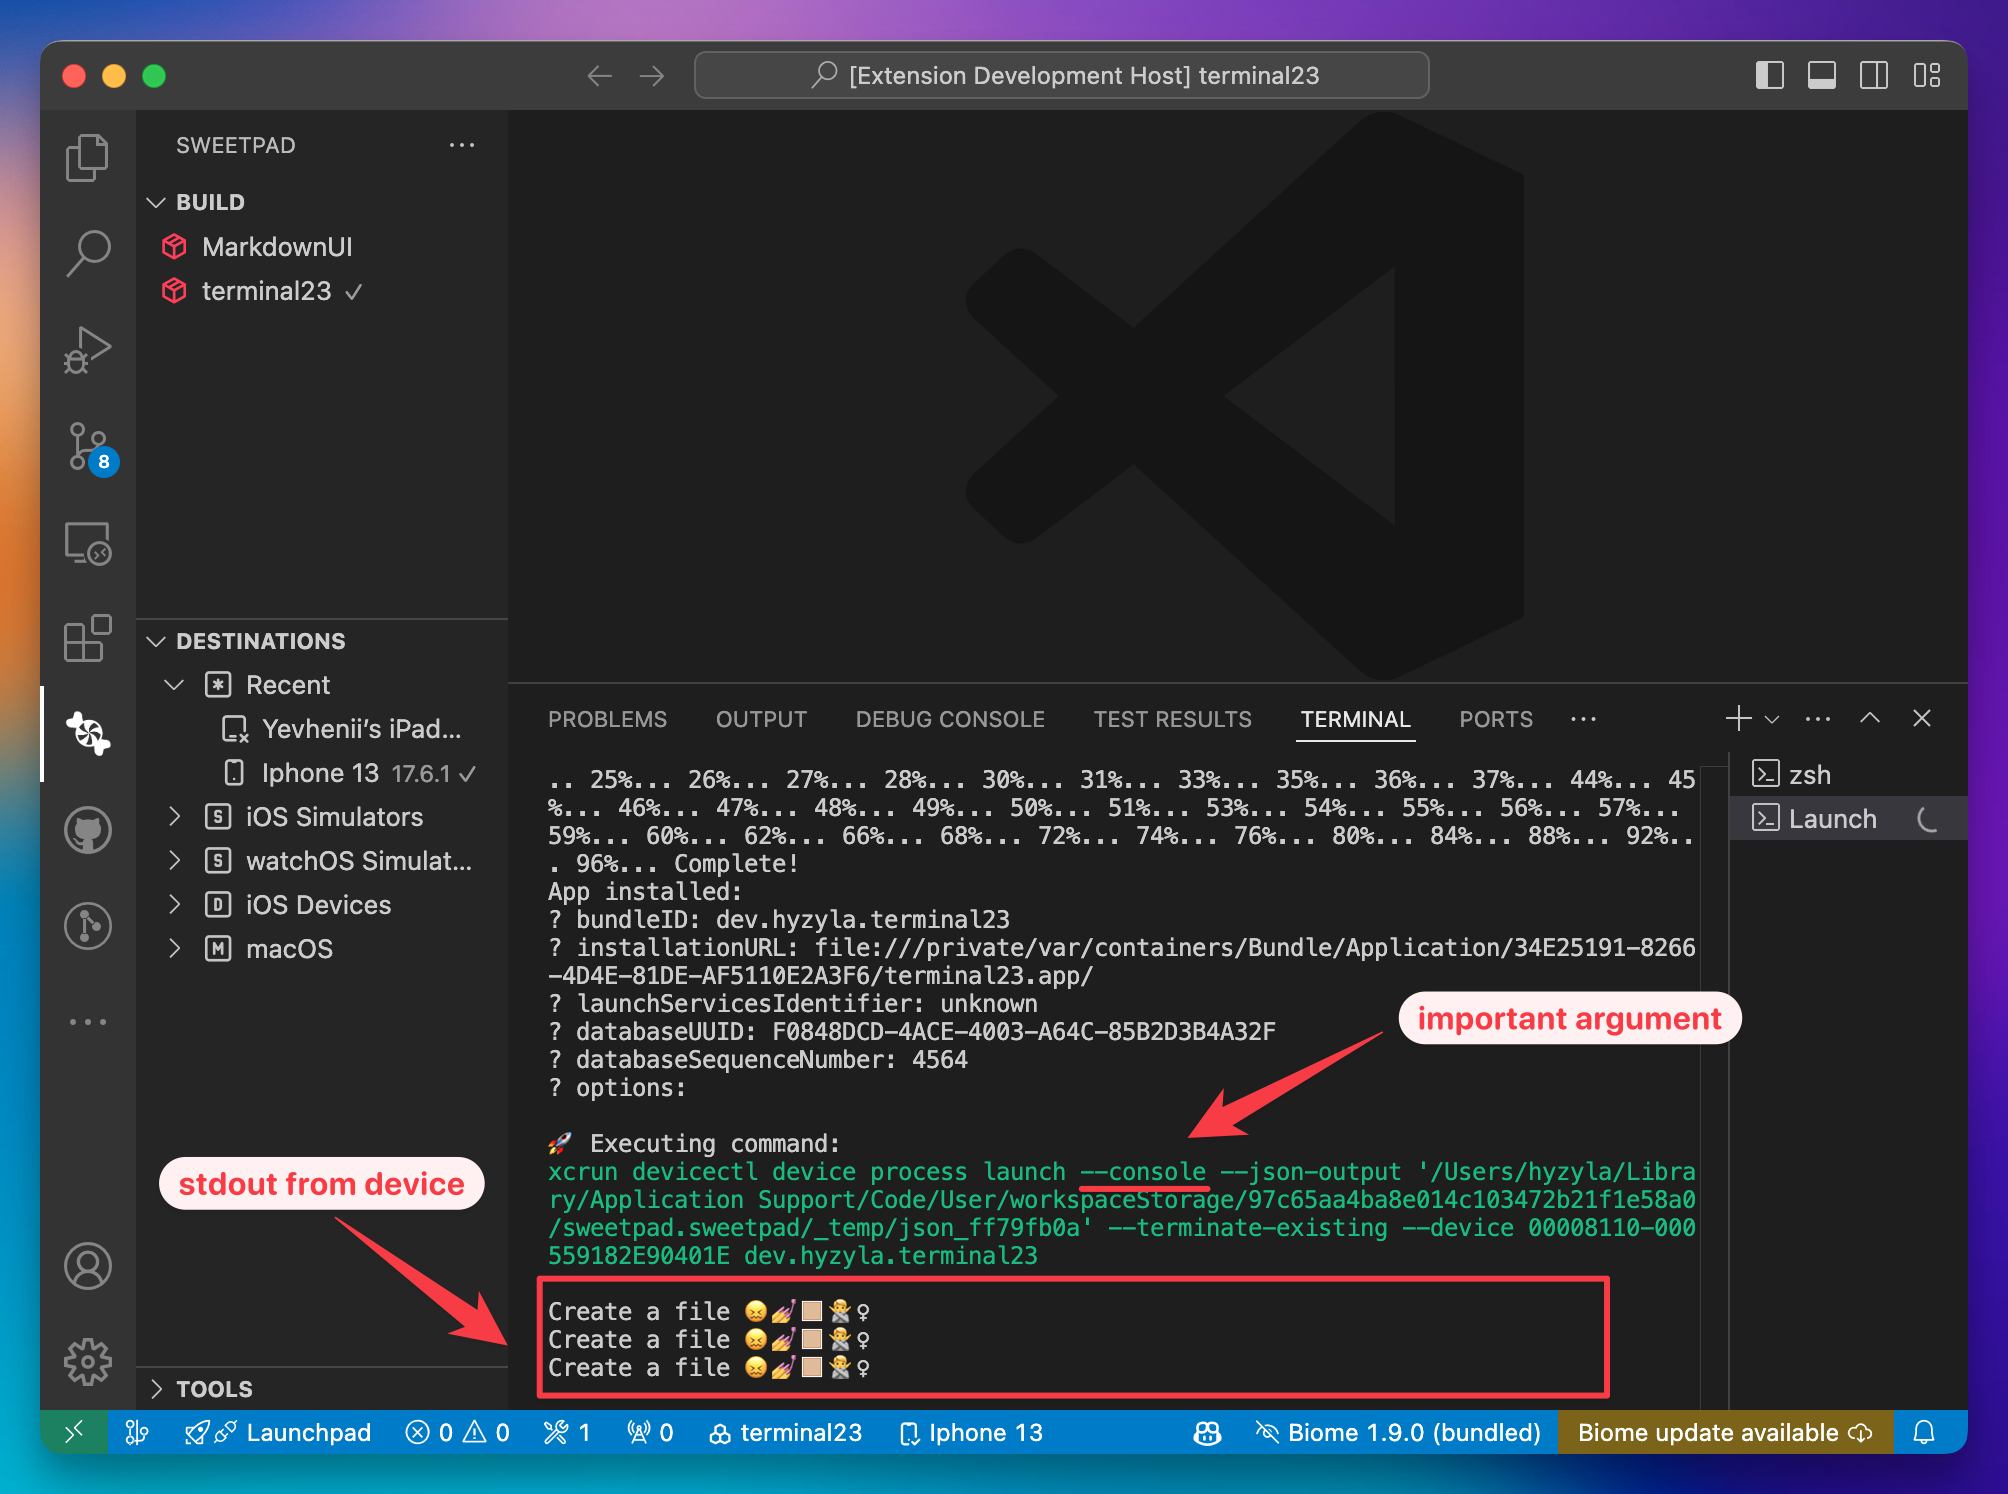 [Extension Development Host] terminal23
SWEETPAD
BUILD
MarkdownUI
terminal23
8
DESTINATIONS
Recent
Yevhenii’s iPad...
Iphone 13 17.6.1
iOS Simulators
watchOS Simulat...
iOS Devices
macOS
TOOLS
PROBLEMS OUTPUT DEBUG CONSOLE TEST RESULTS TERMINAL PORTS
.. 25%... 26%... 27%... 28%... 30%... 31%... 33%... 35%... 36%... 37%... 44%... 45
%... 46%... 47%... 48%... 49%... 50%... 51%... 53%... 54%... 55%... 56%... 57%...
59%... 60%... 62%... 66%... 68%... 72%... 74%... 76%... 80%... 84%... 88%... 92%..
. 96%... Complete!
App installed:
? bundleID: dev.hyzyla.terminal23
? installationURL: file:///private/var/containers/Bundle/Application/34E25191-8266
-4D4E-81DE-AF5110E2A3F6/terminal23.app/
? launchServicesIdentifier: unknown
? databaseUUID: F0848DCD-4ACE-4003-A64C-85B2D3B4A32F
? databaseSequenceNumber: 4564
? options:
🚀 Executing command:
xcrun devicectl device process launch --console --json-output '/Users/hyzyla/Libra
ry/Application Support/Code/User/workspaceStorage/97c65aa4ba8e014c103472b21f1e58a0
/sweetpad.sweetpad/_temp/json_ff79fb0a' --terminate-existing --device 00008110-000
559182E90401E dev.hyzyla.terminal23
Create a file 😖💅🏼🙅♀
Create a file 😖💅🏼🙅♀
Create a file 😖💅🏼🙅♀
zsh
Launch
important argument
stdout from device
Launchpad 0 0 1 0 terminal23 Iphone 13 Biome 1.9.0 (bundled) Biome update available